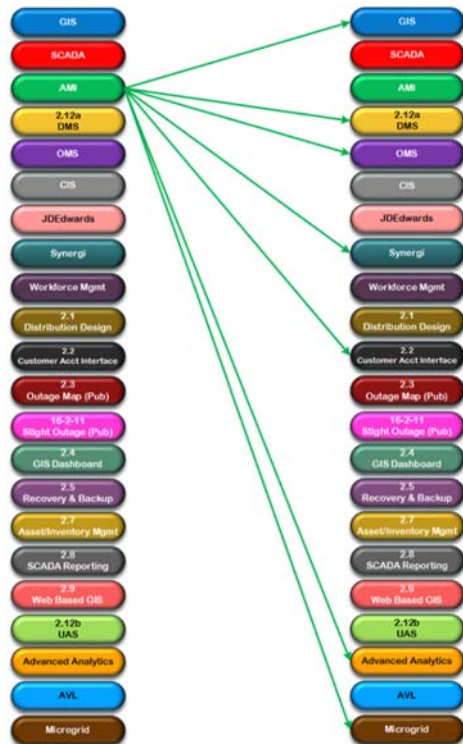 GIS
SCADA
AMI
2.12a
DMS
OMS
CIS
JDEdwards
Synergi
Workforce Mgmt
2.1
Distribution Design
2.2
Customer Acct Interface
2.3
Outage Map (Pub)
16-2-11
Stlght Outage (Pub)
2.4
GIS Dashboard
2.5
Recovery & Backup
2.7
Asset/Inventory Mgmt
2.8
SCADA Reporting
2.9
Web Based GIS
2.12b
UAS
Advanced Analytics
AVL
Microgrid
GIS
SCADA
AMI
2.12a
DMS
OMS
CIS
JDEdwards
Synergi
Workforce Mgmt
2.1
Distribution Design
2.2
Customer Acct Interface
2.3
Outage Map (Pub)
16-2-11
Stlght Outage (Pub)
2.4
GIS Dashboard
2.5
Recovery & Backup
2.7
Asset/Inventory Mgmt
2.8
SCADA Reporting
2.9
Web Based GIS
2.12b
UAS
Advanced Analytics
AVL
Microgrid